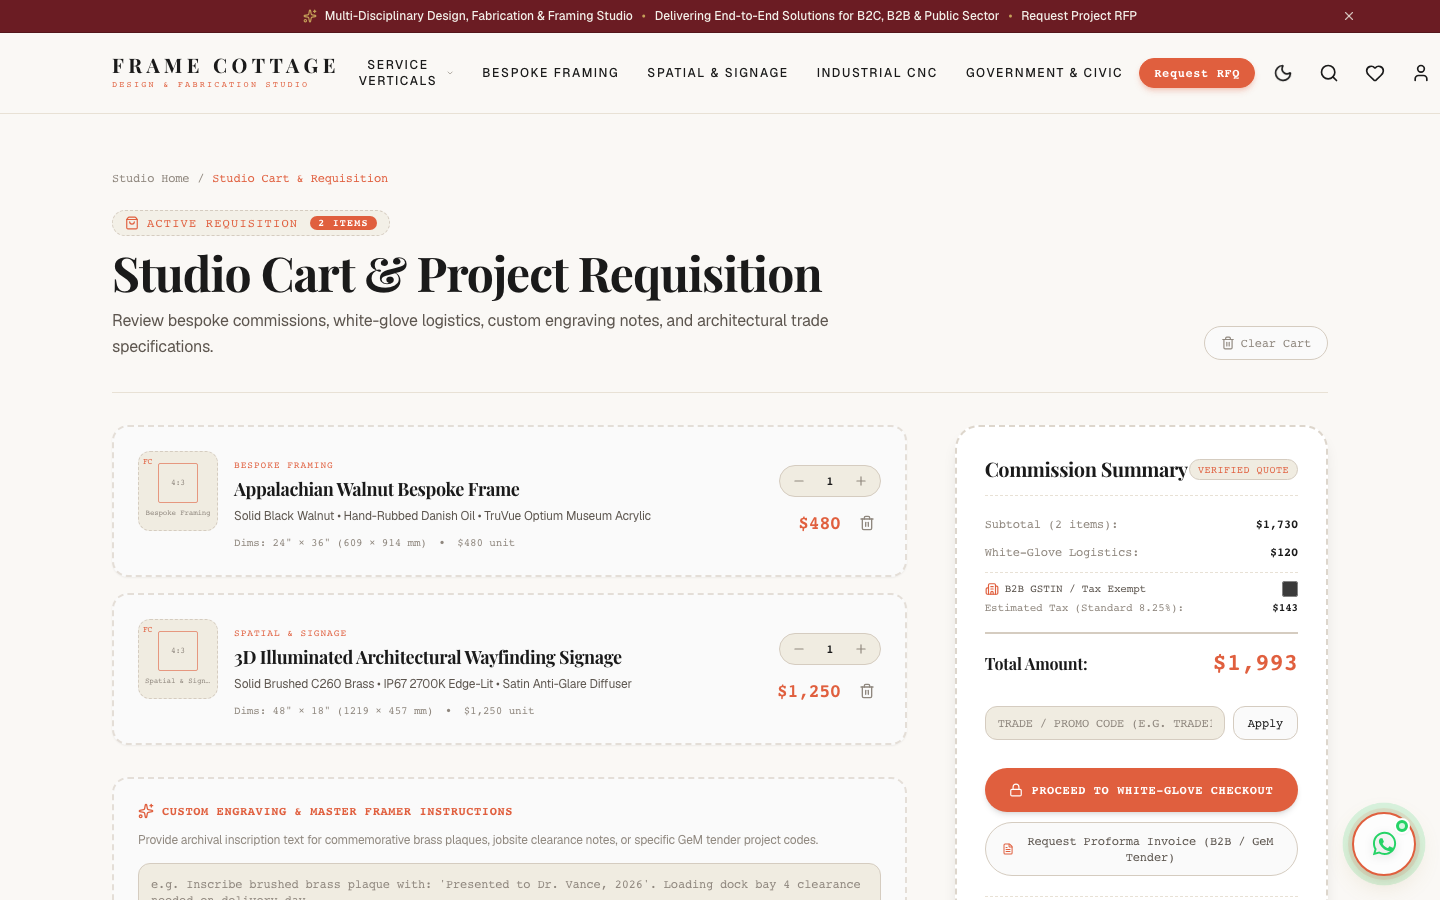 Multi-Disciplinary Design, Fabrication & Framing Studio • Delivering End-to-End Solutions for B2C, B2B & Public Sector • Request Project RFP
FRAME COTTAGE
DESIGN & FABRICATION STUDIO
SERVICE VERTICALS
BESPOKE FRAMING
SPATIAL & SIGNAGE
INDUSTRIAL CNC
GOVERNMENT & CIVIC
Request RFQ
Studio Home / Studio Cart & Requisition
ACTIVE REQUISITION 2 ITEMS
Studio Cart & Project Requisition
Review bespoke commissions, white-glove logistics, custom engraving notes, and architectural trade
specifications.
Clear Cart
FC
4:3
Bespoke Framing
BESPOKE FRAMING
Appalachian Walnut Bespoke Frame
Solid Black Walnut • Hand-Rubbed Danish Oil • TruVue Optium Museum Acrylic
Dims: 24" × 36" (609 × 914 mm) • $480 unit
1
$480
FC
4:3
Spatial & Sign…
SPATIAL & SIGNAGE
3D Illuminated Architectural Wayfinding Signage
Solid Brushed C260 Brass • IP67 2700K Edge-Lit • Satin Anti-Glare Diffuser
Dims: 48" × 18" (1219 × 457 mm) • $1,250 unit
1
$1,250
CUSTOM ENGRAVING & MASTER FRAMER INSTRUCTIONS
Provide archival inscription text for commemorative brass plaques, jobsite clearance notes, or specific GeM tender project codes.
e.g. Inscribe brushed brass plaque with: 'Presented to Dr. Vance, 2026'. Loading dock bay 4 clearance
needed on delivery day
Commission Summary
VERIFIED QUOTE
Subtotal (2 items): $1,730
White-Glove Logistics: $120
B2B GSTIN / Tax Exempt
Estimated Tax (Standard 8.25%): $143
Total Amount: $1,993
TRADE / PROMO CODE (E.G. TRADE
Apply
PROCEED TO WHITE-GLOVE CHECKOUT
Request Proforma Invoice (B2B / GeM
Tender)